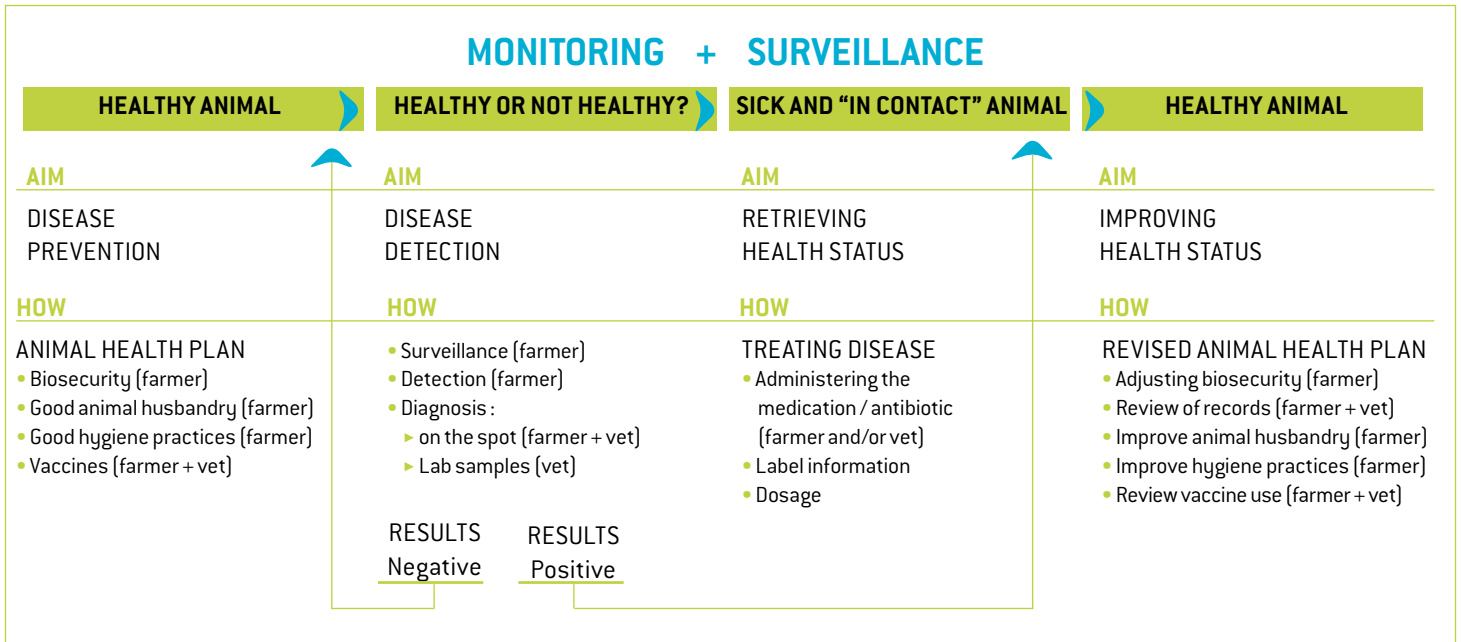 MONITORING + SURVEILLANCE
HEALTHY ANIMAL
HEALTHY OR NOT HEALTHY?
SICK AND “IN CONTACT” ANIMAL
HEALTHY ANIMAL
AIM
DISEASE
PREVENTION
HOW
ANIMAL HEALTH PLAN
• Biosecurity (farmer)
• Good animal husbandry (farmer)
• Good hygiene practices (farmer)
• Vaccines (farmer + vet)
AIM
DISEASE
DETECTION
HOW
• Surveillance (farmer)
• Detection (farmer)
• Diagnosis :
▸ on the spot (farmer + vet)
▸ Lab samples (vet)
RESULTS
Negative
RESULTS
Positive
AIM
RETRIEVING
HEALTH STATUS
HOW
TREATING DISEASE
• Administering the
medication / antibiotic
(farmer and/or vet)
• Label information
• Dosage
AIM
IMPROVING
HEALTH STATUS
HOW
REVISED ANIMAL HEALTH PLAN
• Adjusting biosecurity (farmer)
• Review of records (farmer + vet)
• Improve animal husbandry (farmer)
• Improve hygiene practices (farmer)
• Review vaccine use (farmer + vet)